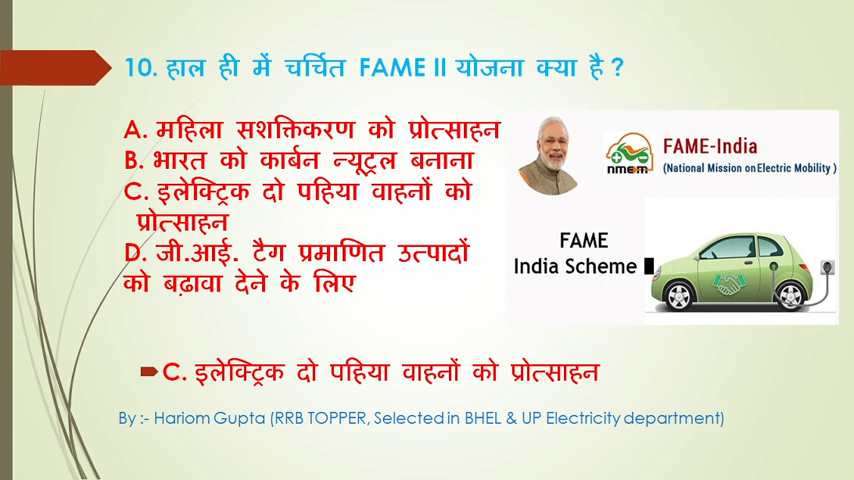 10. हाल ही में चर्चित FAME II योजना क्या है ?
A. महिला सशक्तिकरण को प्रोत्साहन
B. भारत को कार्बन न्यूट्रल बनाना
C. इलेक्ट्रिक दो पहिया वाहनों को
प्रोत्साहन
D. जी.आई. टैग प्रमाणित उत्पादों
को बढ़ावा देने के लिए
nmem
FAME-India
(National Mission on Electric Mobility )
FAME
India Scheme
C. इलेक्ट्रिक दो पहिया वाहनों को प्रोत्साहन
By :- Hariom Gupta (RRB TOPPER, Selected in BHEL & UP Electricity department)